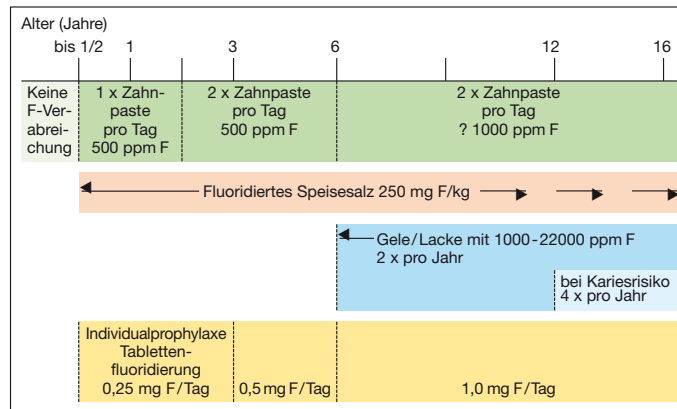 Alter (Jahre)
bis 1/2 1 3 6 12 16
Keine
F-Ver-
abrei-
chung
1 x Zahn-
paste
pro Tag
500 ppm F
2 x Zahnpaste
pro Tag
500 ppm F
2 x Zahnpaste
pro Tag
? 1000 ppm F
Fluoridiertes Speisesalz 250 mg F/kg
Gele/Lacke mit 1000-22000 ppm F
2 x pro Jahr
bei Kariesrisiko
4 x pro Jahr
Individualprophylaxe
Tabletten-
fluoridierung
0,25 mg F/Tag
0,5 mg F/Tag
1,0 mg F/Tag